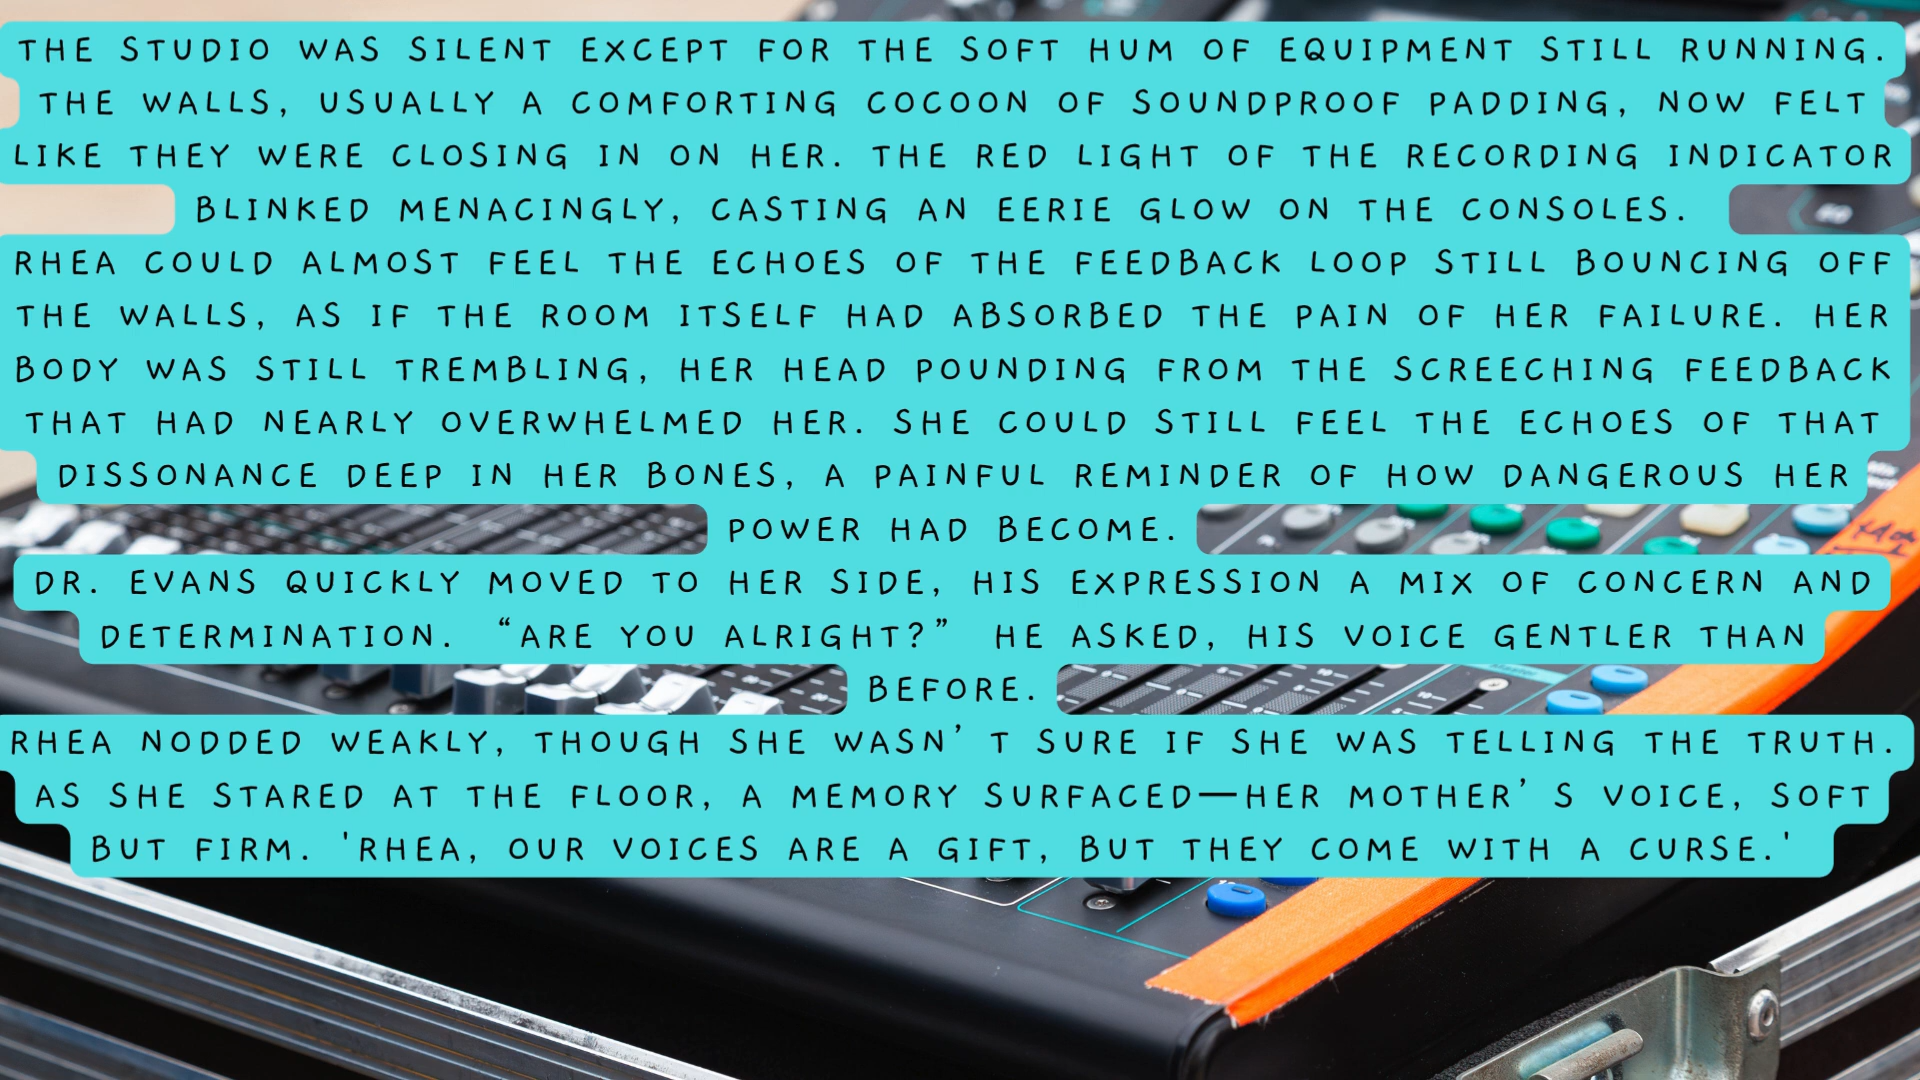 THE STUDIO WAS SILENT EXCEPT FOR THE SOFT HUM OF EQUIPMENT STILL RUNNING.
THE WALLS, USUALLY A COMFORTING COCOON OF SOUNDPROOF PADDING, NOW FELT
LIKE THEY WERE CLOSING IN ON HER. THE RED LIGHT OF THE RECORDING INDICATOR
BLINKED MENACINGLY, CASTING AN EERIE GLOW ON THE CONSOLES.
RHEA COULD ALMOST FEEL THE ECHOES OF THE FEEDBACK LOOP STILL BOUNCING OFF
THE WALLS, AS IF THE ROOM ITSELF HAD ABSORBED THE PAIN OF HER FAILURE. HER
BODY WAS STILL TREMBLING, HER HEAD POUNDING FROM THE SCREECHING FEEDBACK
THAT HAD NEARLY OVERWHELMED HER. SHE COULD STILL FEEL THE ECHOES OF THAT
DISSONANCE DEEP IN HER BONES, A PAINFUL REMINDER OF HOW DANGEROUS HER
POWER HAD BECOME.
DR. EVANS QUICKLY MOVED TO HER SIDE, HIS EXPRESSION A MIX OF CONCERN AND
DETERMINATION. “ARE YOU ALRIGHT?” HE ASKED, HIS VOICE GENTLER THAN
BEFORE.
RHEA NODDED WEAKLY, THOUGH SHE WASN’ T SURE IF SHE WAS TELLING THE TRUTH.
AS SHE STARED AT THE FLOOR, A MEMORY SURFACED—HER MOTHER’ S VOICE, SOFT
BUT FIRM. 'RHEA, OUR VOICES ARE A GIFT, BUT THEY COME WITH A CURSE.'